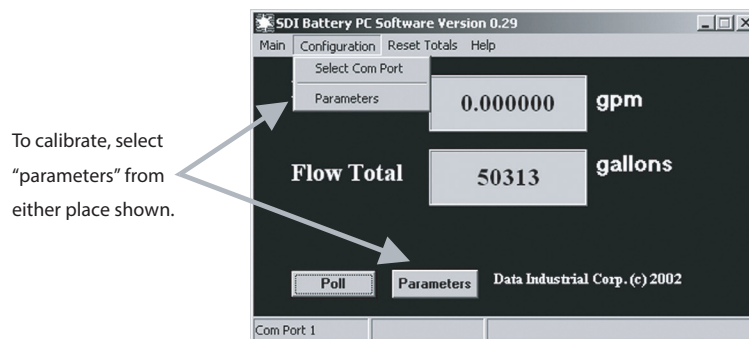 SDI Battery PC Software Version 0.29
Main Configuration Reset Totals Help
Select Com Port
Parameters
0.000000 gpm
To calibrate, select
“parameters” from
either place shown.
Flow Total 50313 gallons
Poll Parameters Data Industrial Corp. (c) 2002
Com Port 1